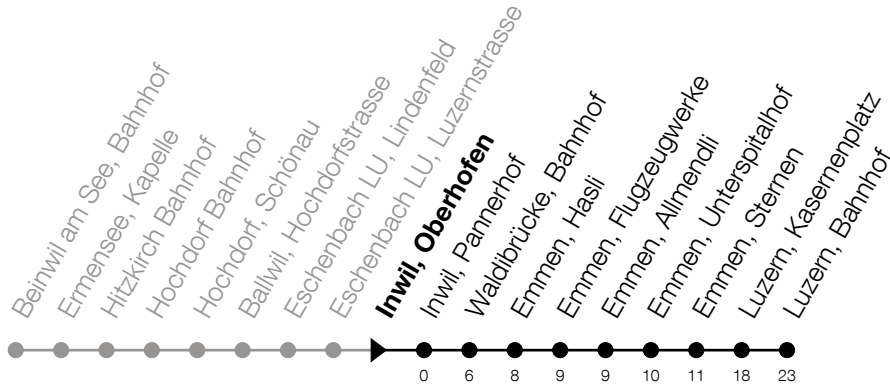 Beinwil am See, Bahnhof
Ermensee, Kapelle
Hitzkirch Bahnhof
Hochdorf Bahnhof
Hochdorf, Schönau
Ballwil, Hochdorfstrasse
Eschenbach LU, Lindenfeld
Eschenbach LU, Luzernstrasse
Inwil, Oberhofen
Inwil, Pannerhof
Waldibrücke, Bahnhof
Emmen, Hasli
Emmen, Flugzeugwerke
Emmen, Allmendli
Emmen, Unterspitalhof
Emmen, Sternen
Luzern, Kasernenplatz
Luzern, Bahnhof
0 6 8 9 9 10 11 18 23